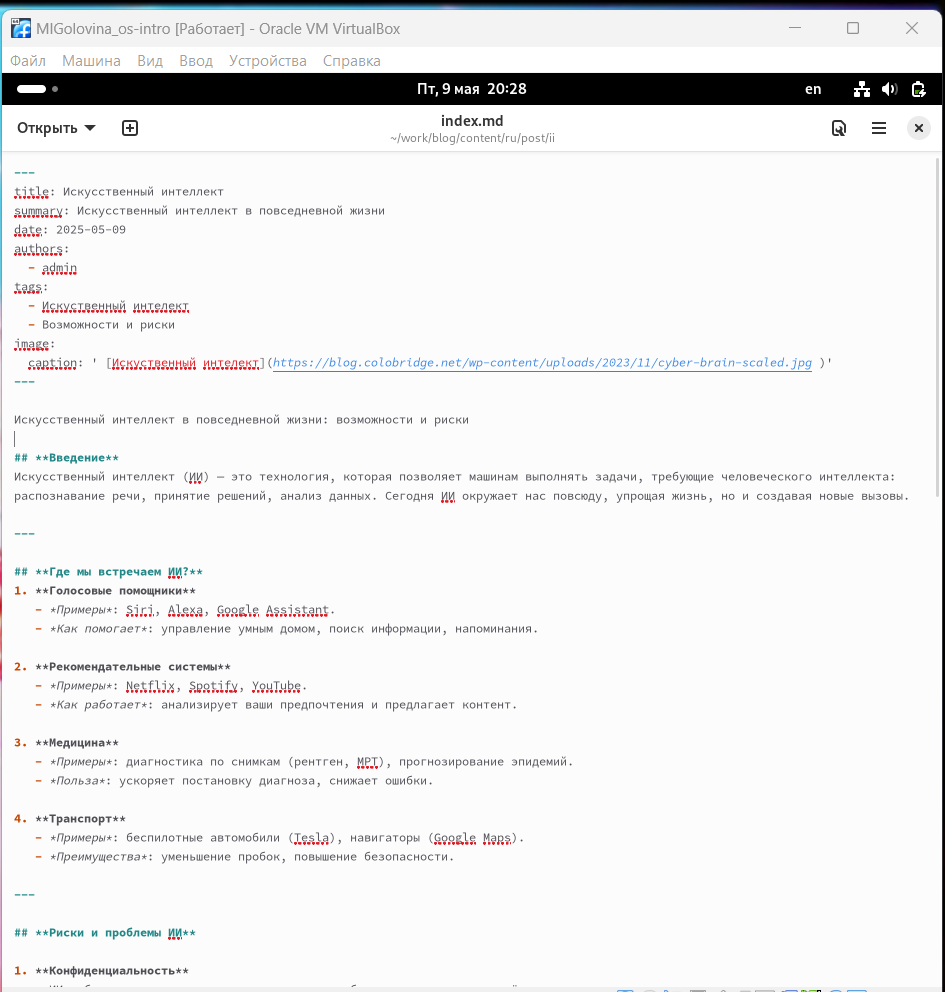 MIGolovina_os-intro [Работает] - Oracle VM VirtualBox
Файл Машина Вид Ввод Устройства Справка
Пт, 9 мая 20:28 en
Открыть index.md
~/work/blog/content/ru/post/ii
---
title: Искусственный интеллект
summary: Искусственный интеллект в повседневной жизни
date: 2025-05-09
authors:
- admin
tags:
- Искуственный интелект
- Возможности и риски
image:
caption: ' [Искуственный интелект](https://blog.colobridge.net/wp-content/uploads/2023/11/cyber-brain-scaled.jpg )'
---
Искусственный интеллект в повседневной жизни: возможности и риски
## **Введение**
Искусственный интеллект (ИИ) — это технология, которая позволяет машинам выполнять задачи, требующие человеческого интеллекта:
распознавание речи, принятие решений, анализ данных. Сегодня ИИ окружает нас повсюду, упрощая жизнь, но и создавая новые вызовы.
---
## **Где мы встречаем ИИ?**
1. **Голосовые помощники**
- *Примеры*: Siri, Alexa, Google Assistant.
- *Как помогает*: управление умным домом, поиск информации, напоминания.
2. **Рекомендательные системы**
- *Примеры*: Netflix, Spotify, YouTube.
- *Как работает*: анализирует ваши предпочтения и предлагает контент.
3. **Медицина**
- *Примеры*: диагностика по снимкам (рентген, МРТ), прогнозирование эпидемий.
- *Польза*: ускоряет постановку диагноза, снижает ошибки.
4. **Транспорт**
- *Примеры*: беспилотные автомобили (Tesla), навигаторы (Google Maps).
- *Преимущества*: уменьшение пробок, повышение безопасности.
---
## **Риски и проблемы ИИ**
1. **Конфиденциальность**